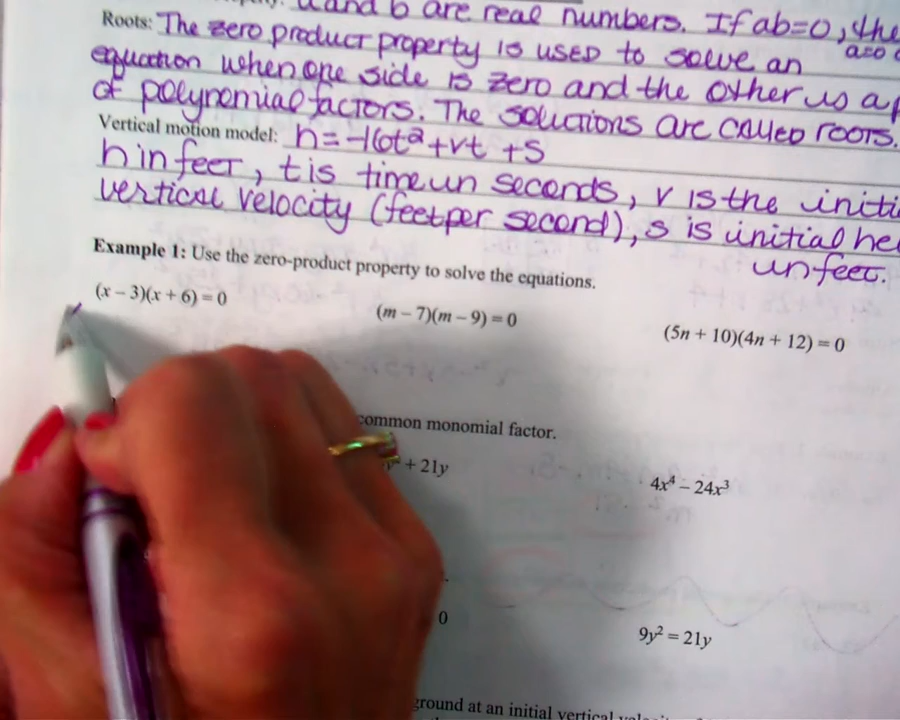 a and b are real numbers. If ab=0, the
Roots: The zero product property is used to solve an a=0
equation when one side is zero and the other is a
of polynomial factors. The solutions are called roots.
Vertical motion model: h=-16t²+vt +s
h in feet, t is time in seconds, v is the
vertical velocity (feet per second), s is initial
in feet.
Example 1: Use the zero-product property to solve the equations.
(x – 3)(x + 6) = 0 (m – 7)(m – 9) = 0 (5n + 10)(4n + 12) = 0
common monomial factor.
+ 21y 4x⁴ – 24x³
0 9y² = 21y
ground at an initial vertical